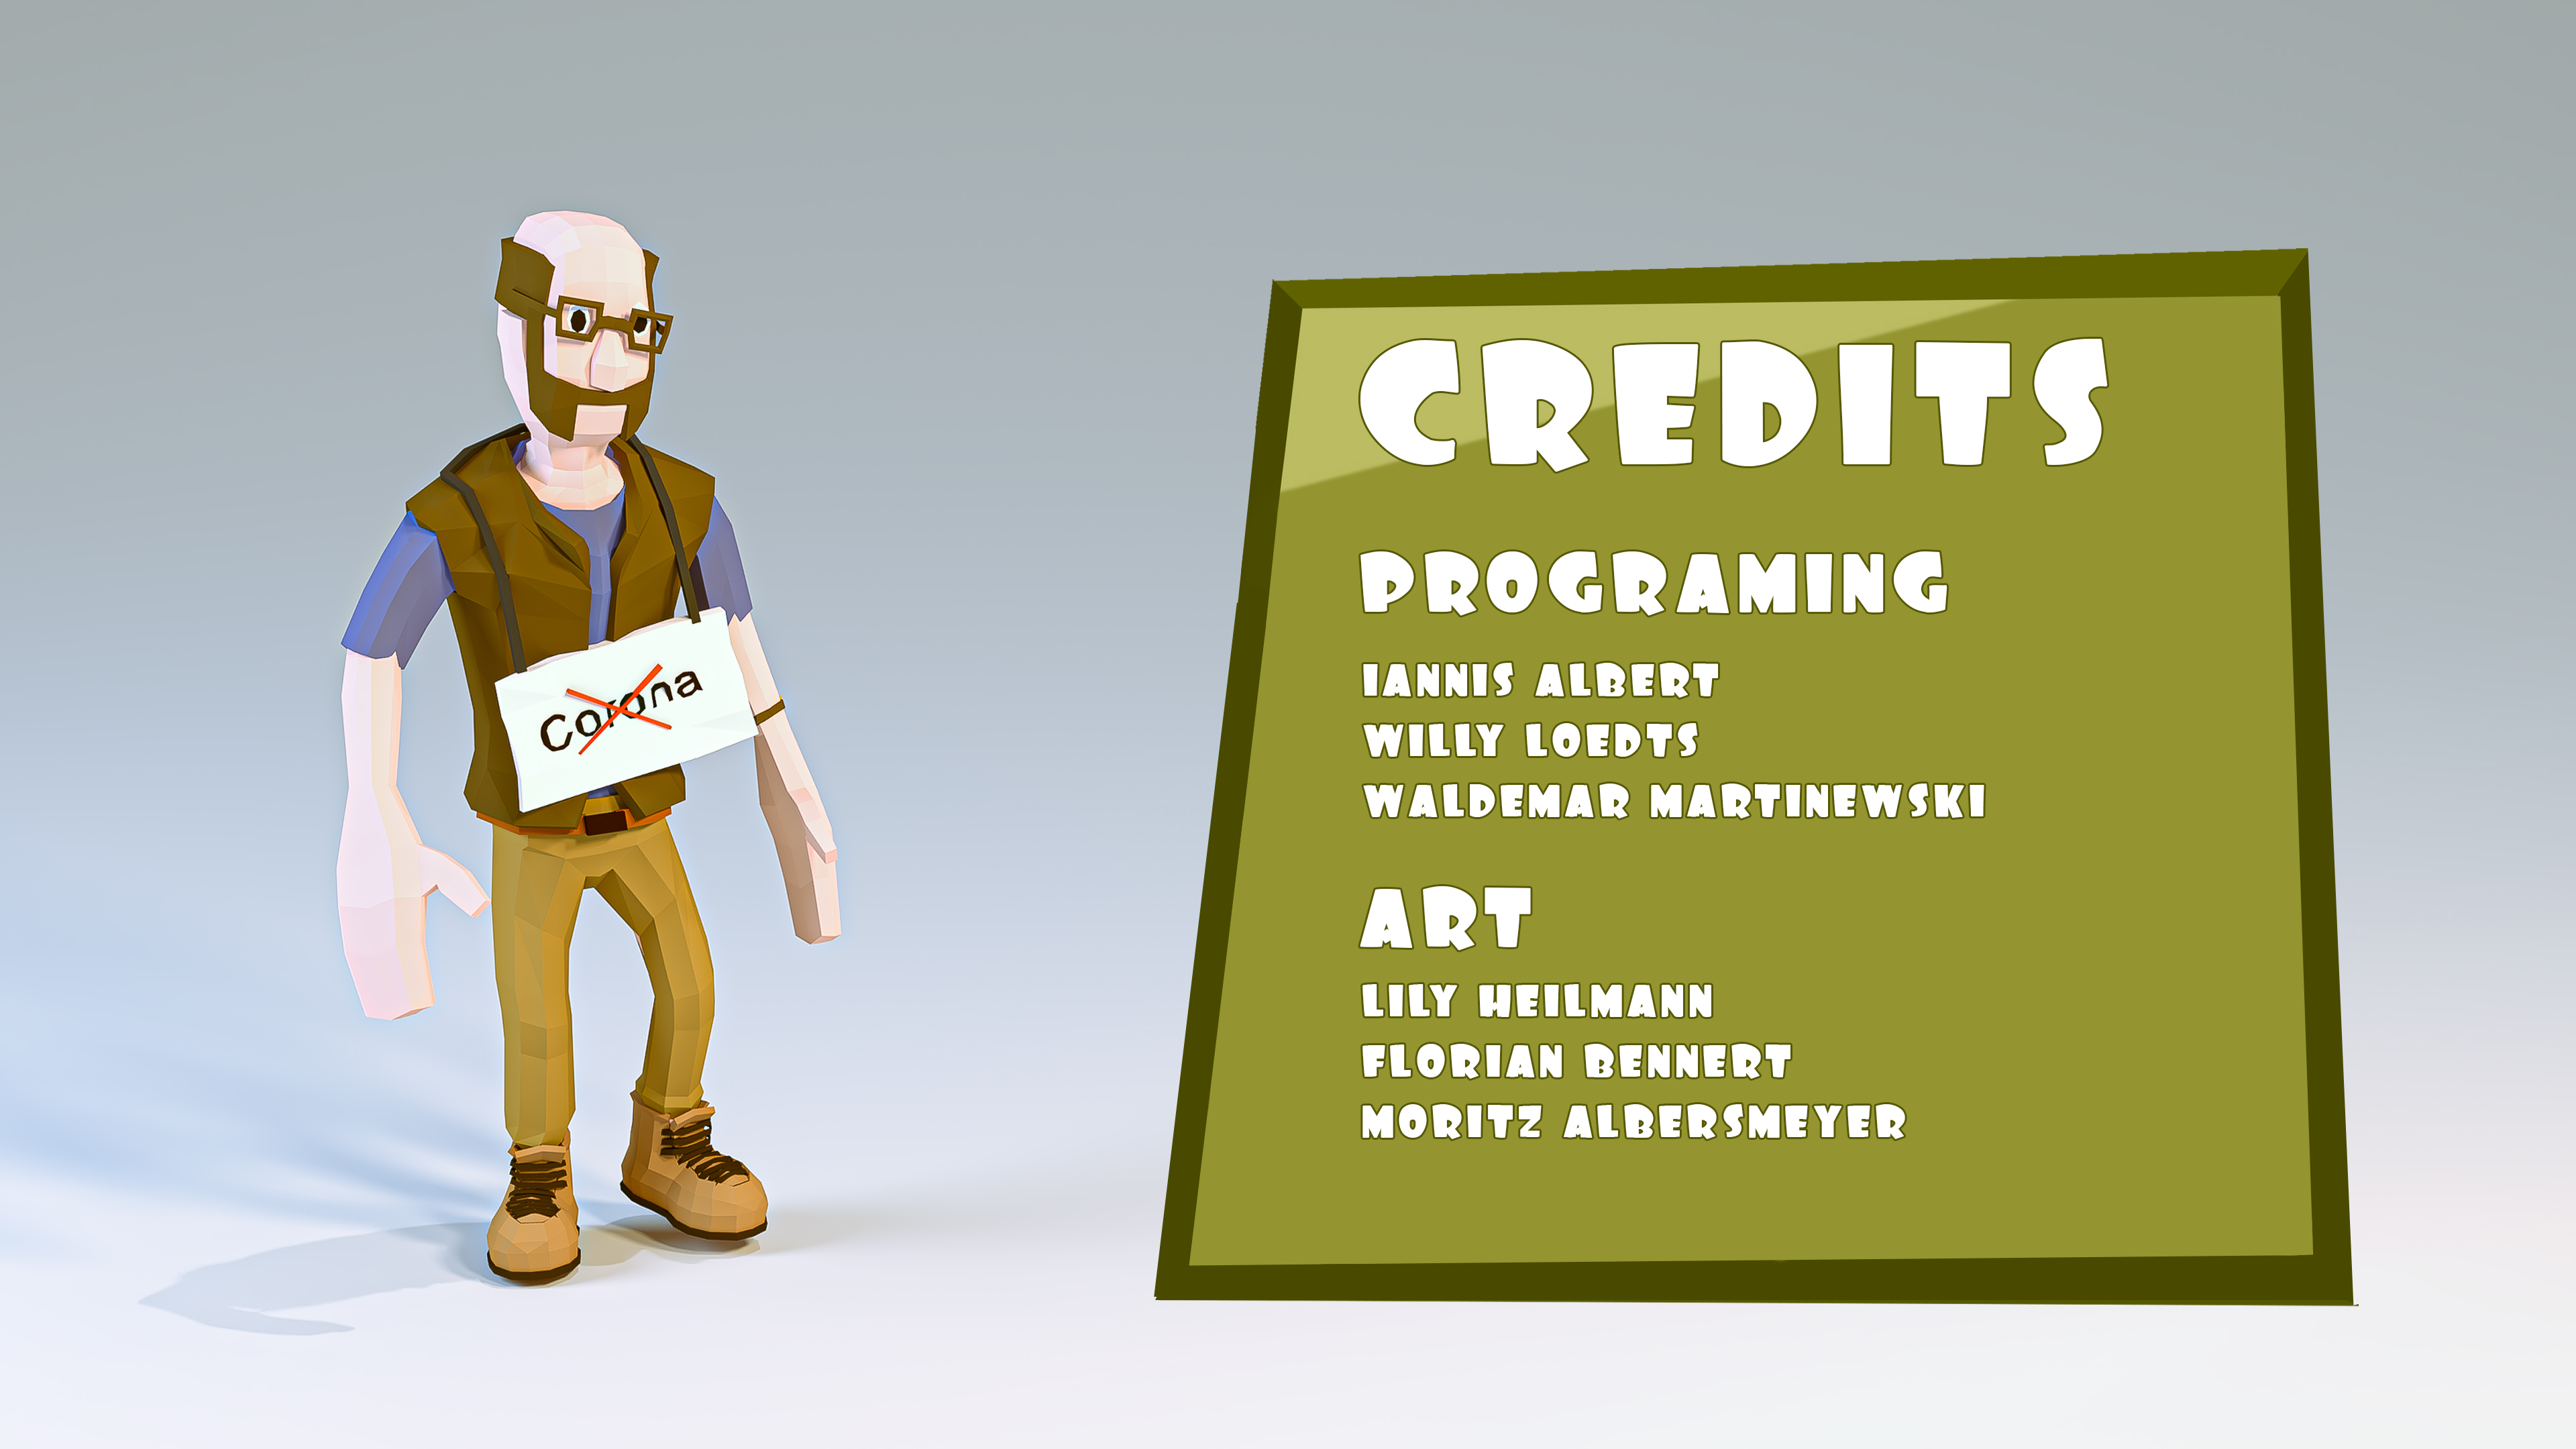 Corona
CREDITS
PROGRAMING
IANNIS ALBERT
WILLY LOEDTS
WALDEMAR MARTINEWSKI
ART
LILY HEILMANN
FLORIAN BENNERT
MORITZ ALBERSMEYER